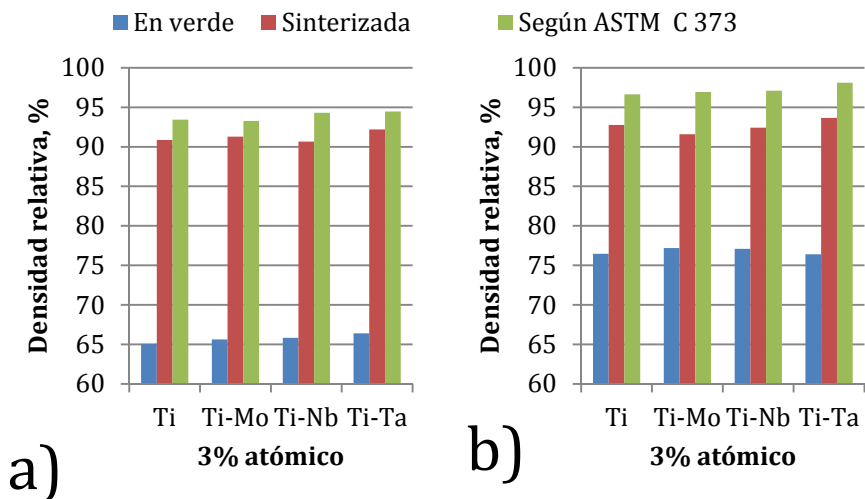 En verde Sinterizada Según ASTM C 373
Densidad relativa, %
100
95
90
85
80
75
70
65
60
Ti Ti-Mo Ti-Nb Ti-Ta
3% atómico
a)
Densidad relativa, %
100
95
90
85
80
75
70
65
60
Ti Ti-Mo Ti-Nb Ti-Ta
3% atómico
b)